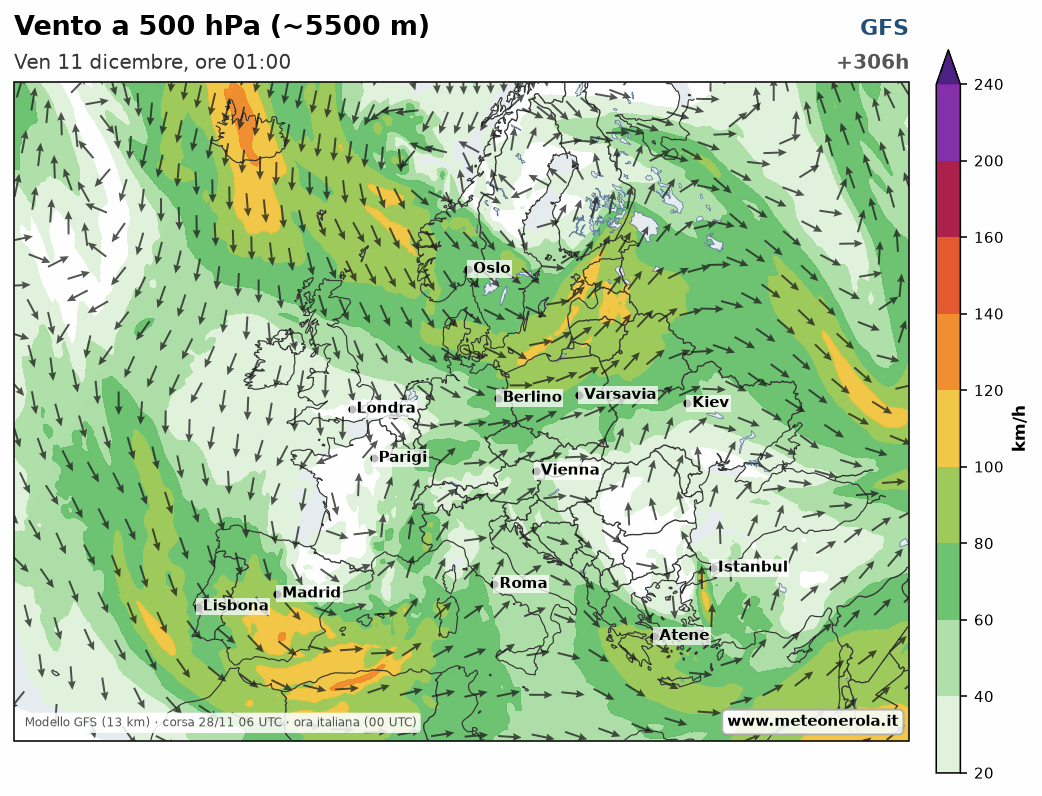 Vento a 500 hPa (~5500 m)
GFS
Ven 11 dicembre, ore 01:00
+306h
240
200
160
140
120
100
80
60
40
20
km/h
Oslo
Berlino
Varsavia
Kiev
Londra
Parigi
Vienna
Istanbul
Roma
Madrid
Lisbona
Atene
Modello GFS (13 km) · corsa 28/11 06 UTC · ora italiana (00 UTC)
www.meteonerola.it